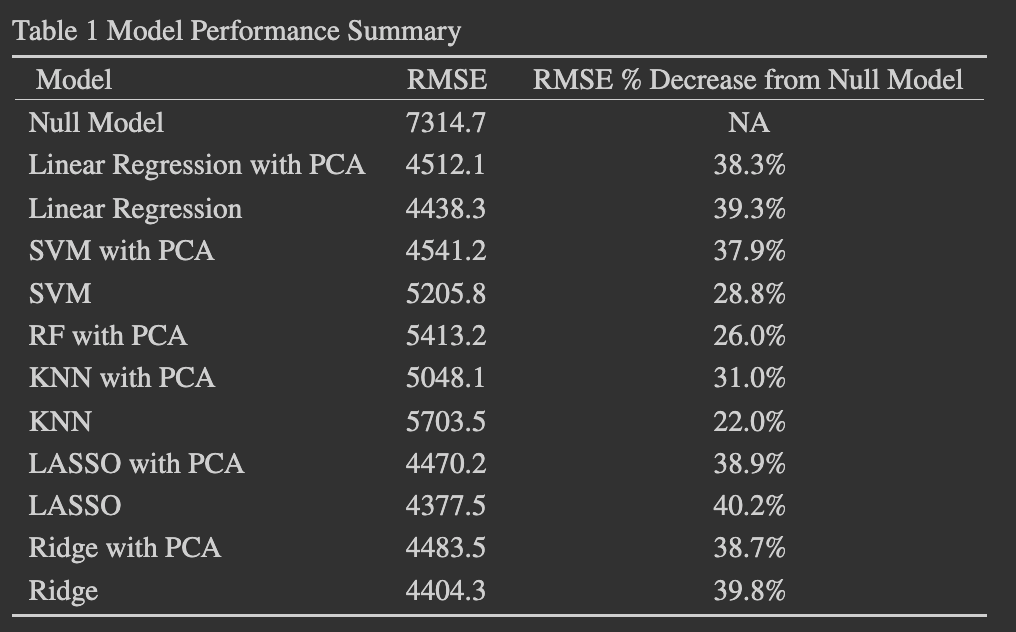 Table 1 Model Performance Summary
Model RMSE RMSE % Decrease from Null Model
Null Model 7314.7 NA
Linear Regression with PCA 4512.1 38.3%
Linear Regression 4438.3 39.3%
SVM with PCA 4541.2 37.9%
SVM 5205.8 28.8%
RF with PCA 5413.2 26.0%
KNN with PCA 5048.1 31.0%
KNN 5703.5 22.0%
LASSO with PCA 4470.2 38.9%
LASSO 4377.5 40.2%
Ridge with PCA 4483.5 38.7%
Ridge 4404.3 39.8%